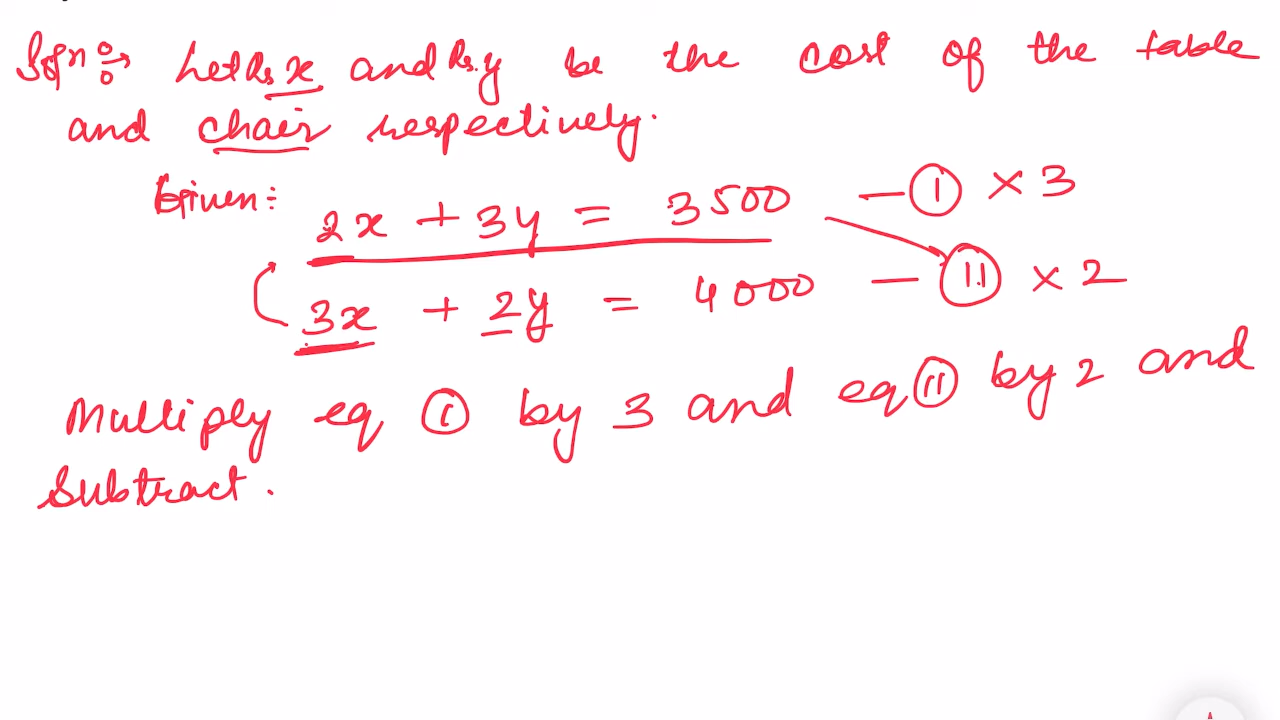 Sol^n :→ Let Rs x and Rs. y be the cost of the table
and chair respectively.
Given :
2x + 3y = 3500 — (I) × 3
3x + 2y = 4000 — (II) × 2
Multiply eq (I) by 3 and eq (II) by 2 and
Subtract.